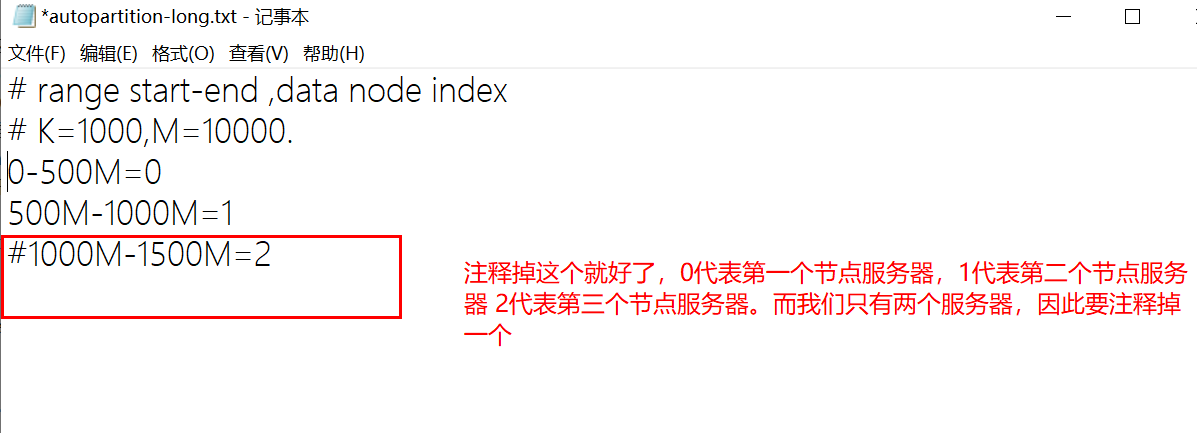 *autopartition-long.txt - 记事本
文件(F) 编辑(E) 格式(O) 查看(V) 帮助(H)
# range start-end ,data node index
# K=1000,M=10000.
0-500M=0
500M-1000M=1
#1000M-1500M=2
注释掉这个就好了，0代表第一个节点服务器，1代表第二个节点服务
器 2代表第三个节点服务器。而我们只有两个服务器，因此要注释掉
一个